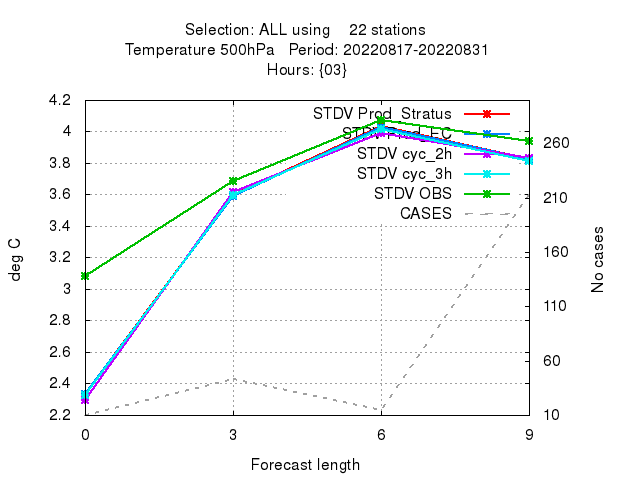 Selection: ALL using 22 stations
Temperature 500hPa Period: 20220817-20220831
Hours: {03}
4.2
4
3.8
3.6
3.4
3.2
3
2.8
2.6
2.4
2.2
deg C
STDV Prod_Stratus
STDV Prod_EC
STDV cyc_2h
STDV cyc_3h
STDV OBS
CASES
260
210
160
110
60
10
No cases
0 3 6 9
Forecast length